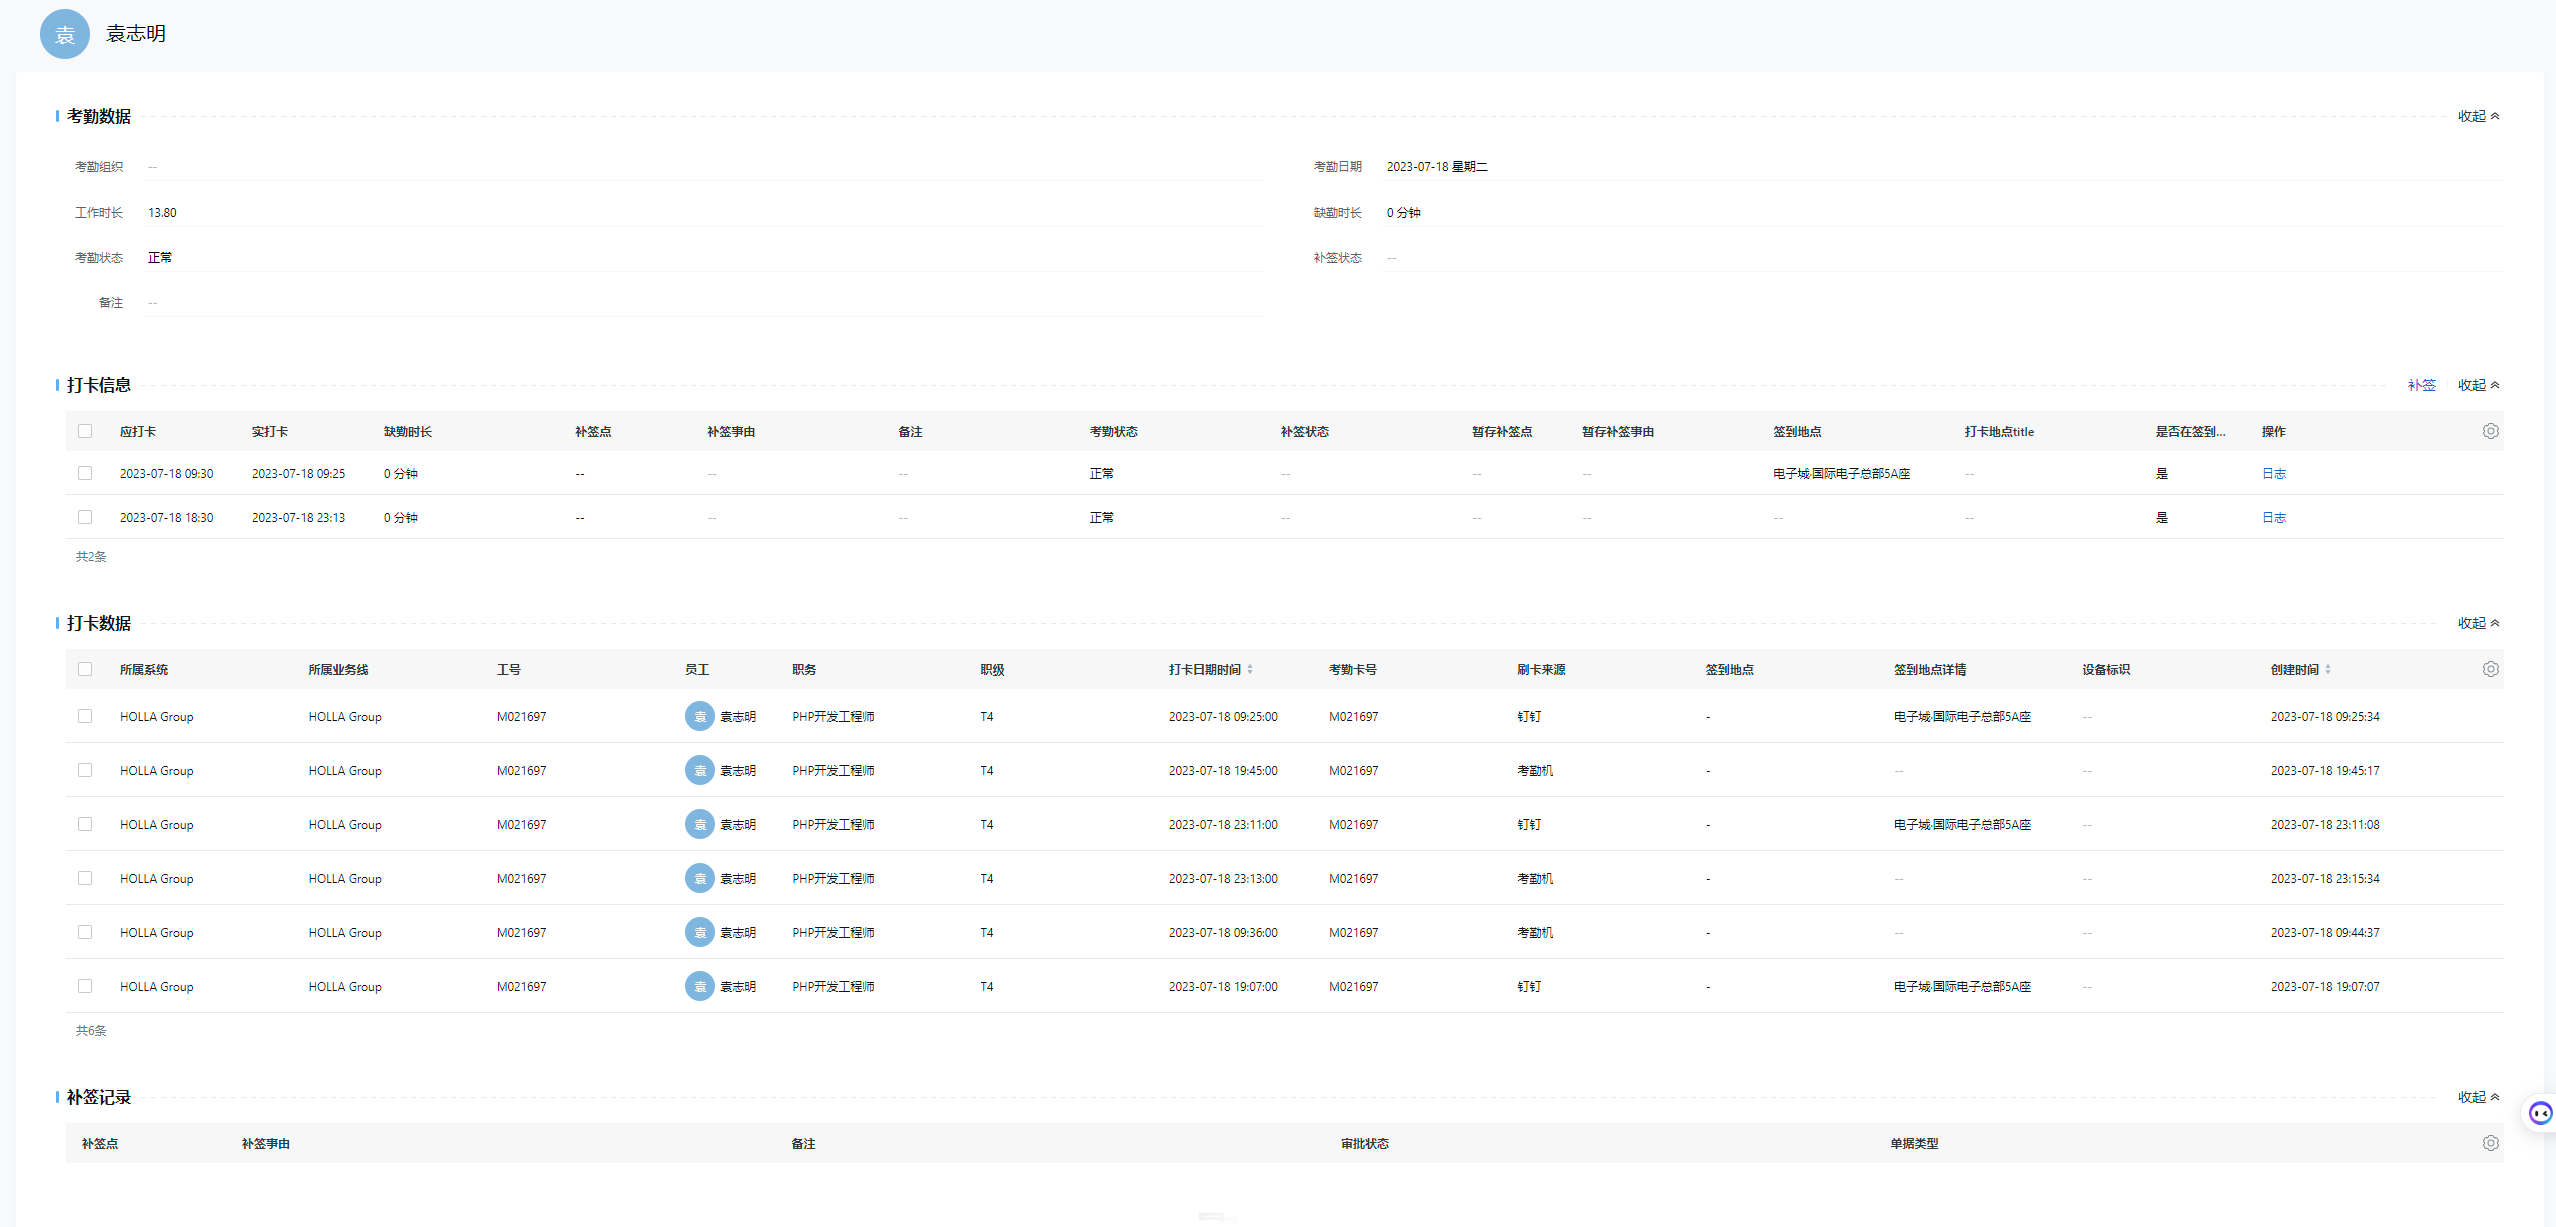 袁 袁志明
考勤数据 收起
考勤组织 -- 考勤日期 2023-07-18 星期二
工作时长 13.80 缺勤时长 0 分钟
考勤状态 正常 补签状态 --
备注 --
打卡信息 补签 收起
应打卡 实打卡 缺勤时长 补签点 补签事由 备注 考勤状态 补签状态 暂存补签点 暂存补签事由 签到地点 打卡地点title 是否在签到... 操作
2023-07-18 09:30 2023-07-18 09:25 0 分钟 -- -- -- 正常 -- -- -- 电子城·国际电子总部5A座 -- 是 日志
2023-07-18 18:30 2023-07-18 23:13 0 分钟 -- -- -- 正常 -- -- -- -- -- 是 日志
共2条
打卡数据 收起
所属系统 所属业务线 工号 员工 职务 职级 打卡日期时间 考勤卡号 刷卡来源 签到地点 签到地点详情 设备标识 创建时间
HOLLA Group HOLLA Group M021697 袁 袁志明 PHP开发工程师 T4 2023-07-18 09:25:00 M021697 钉钉 - 电子城·国际电子总部5A座 -- 2023-07-18 09:25:34
HOLLA Group HOLLA Group M021697 袁 袁志明 PHP开发工程师 T4 2023-07-18 19:45:00 M021697 考勤机 - -- -- 2023-07-18 19:45:17
HOLLA Group HOLLA Group M021697 袁 袁志明 PHP开发工程师 T4 2023-07-18 23:11:00 M021697 钉钉 - 电子城·国际电子总部5A座 -- 2023-07-18 23:11:08
HOLLA Group HOLLA Group M021697 袁 袁志明 PHP开发工程师 T4 2023-07-18 23:13:00 M021697 考勤机 - -- -- 2023-07-18 23:15:34
HOLLA Group HOLLA Group M021697 袁 袁志明 PHP开发工程师 T4 2023-07-18 09:36:00 M021697 考勤机 - -- -- 2023-07-18 09:44:37
HOLLA Group HOLLA Group M021697 袁 袁志明 PHP开发工程师 T4 2023-07-18 19:07:00 M021697 钉钉 - 电子城·国际电子总部5A座 -- 2023-07-18 19:07:07
共6条
补签记录 收起
补签点 补签事由 备注 审批状态 单据类型